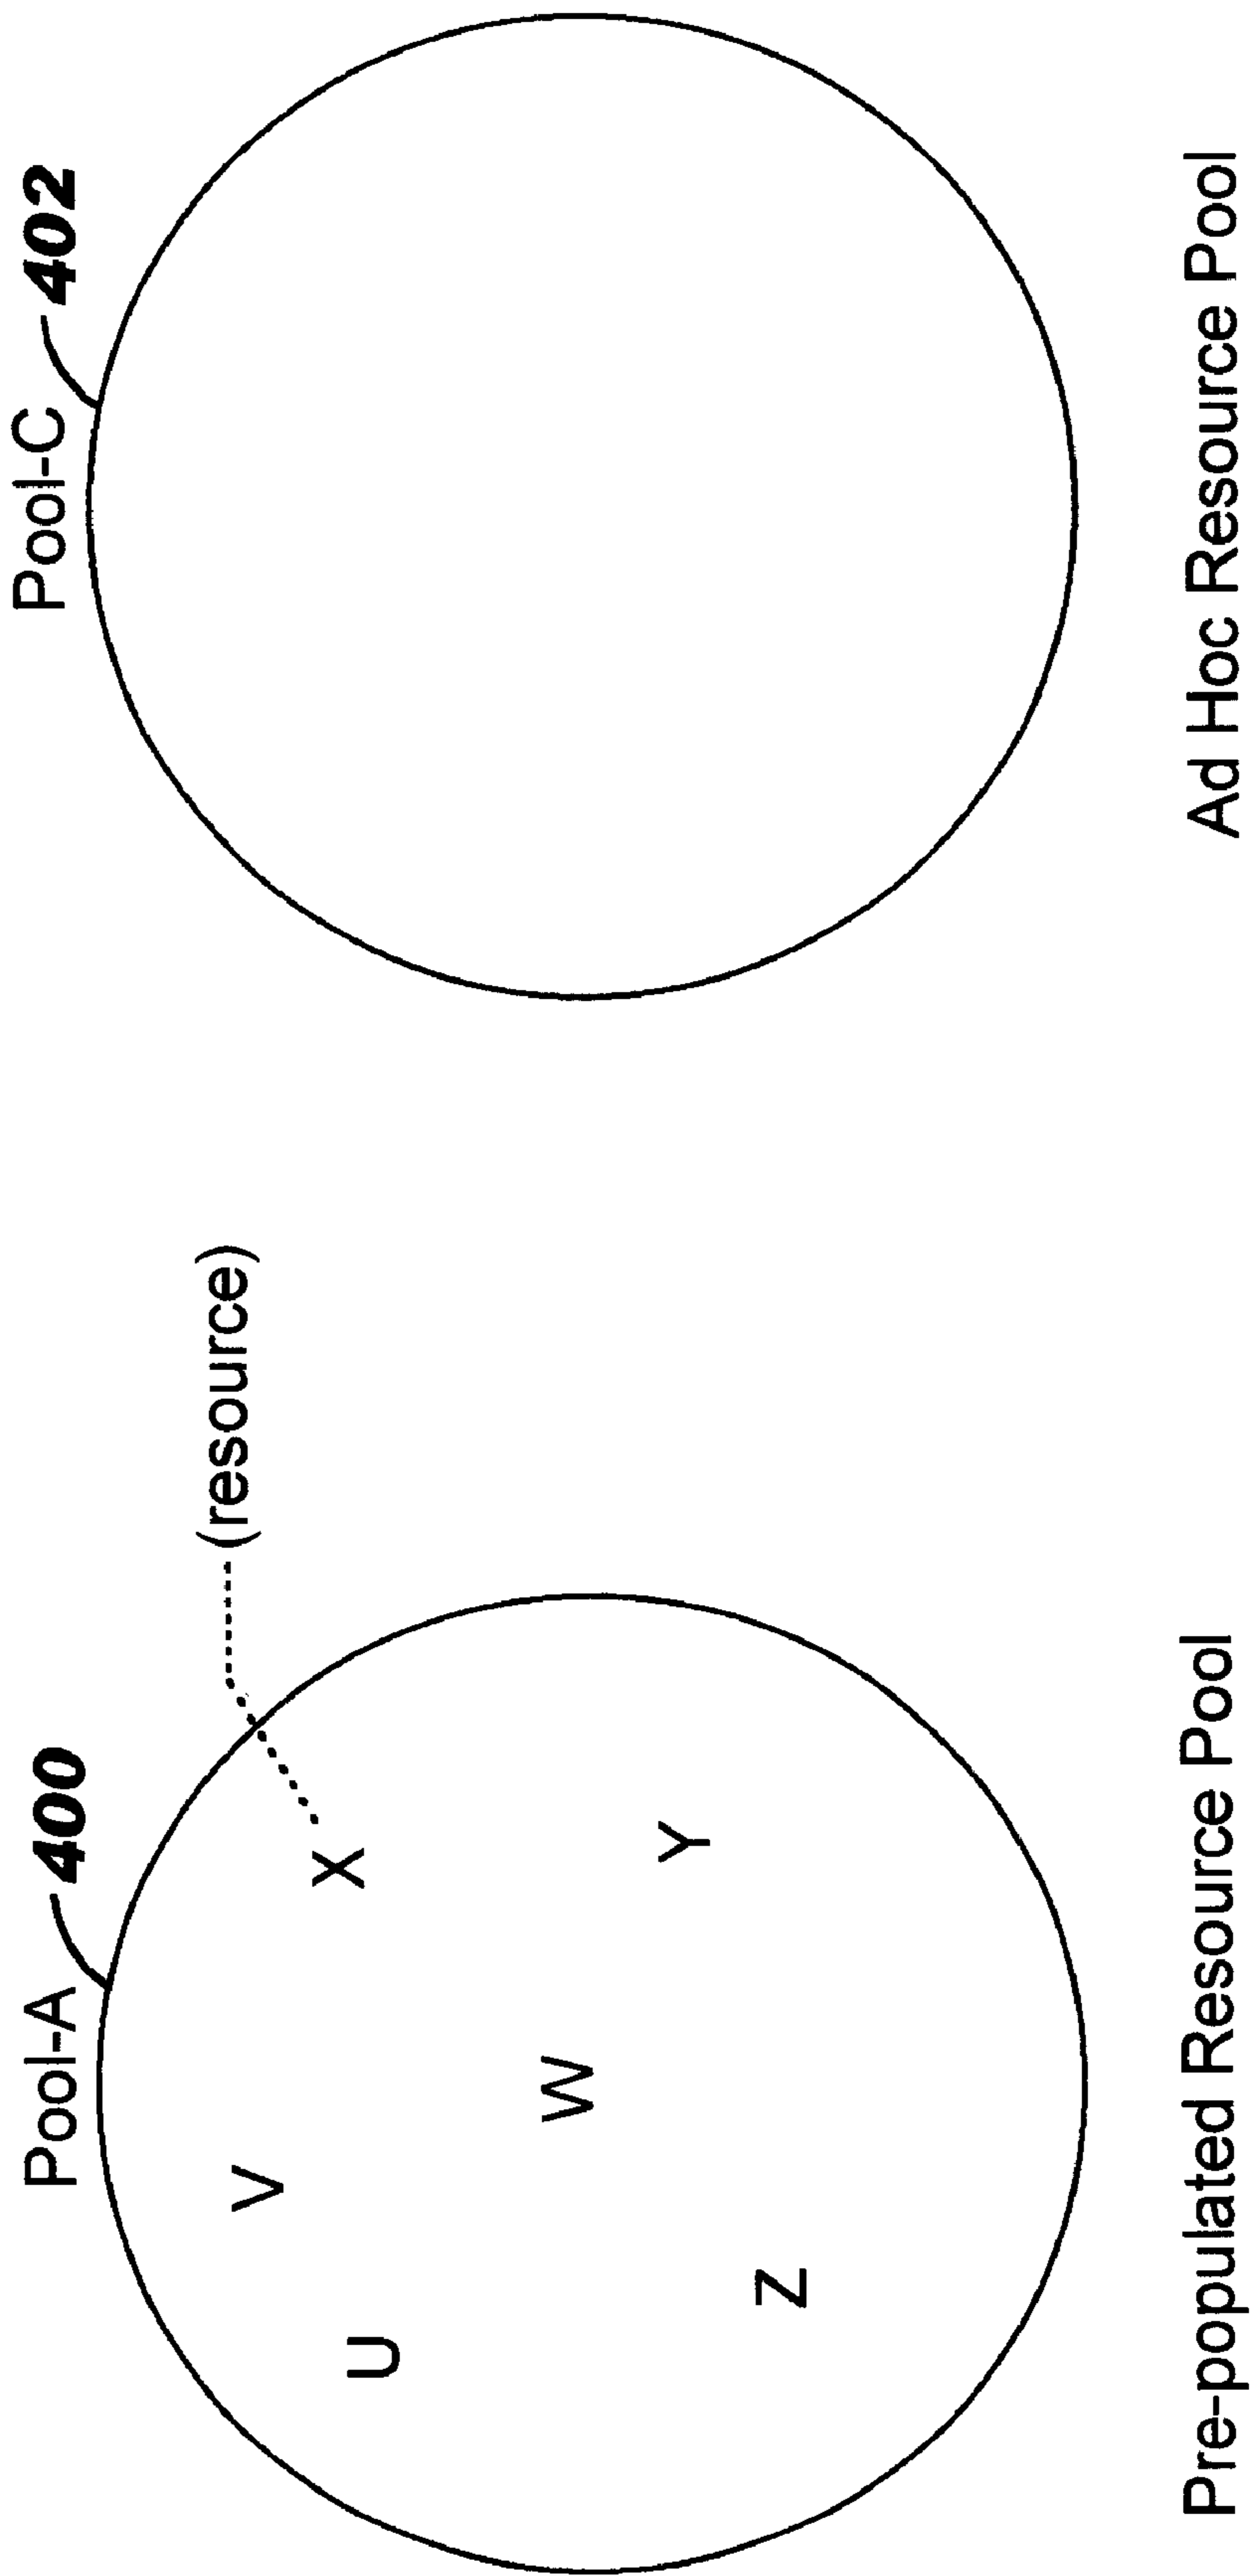 Pool-A 400
(resource)
V
X
U
W
Y
Z
Pre-populated Resource Pool
Pool-C 402
Ad Hoc Resource Pool